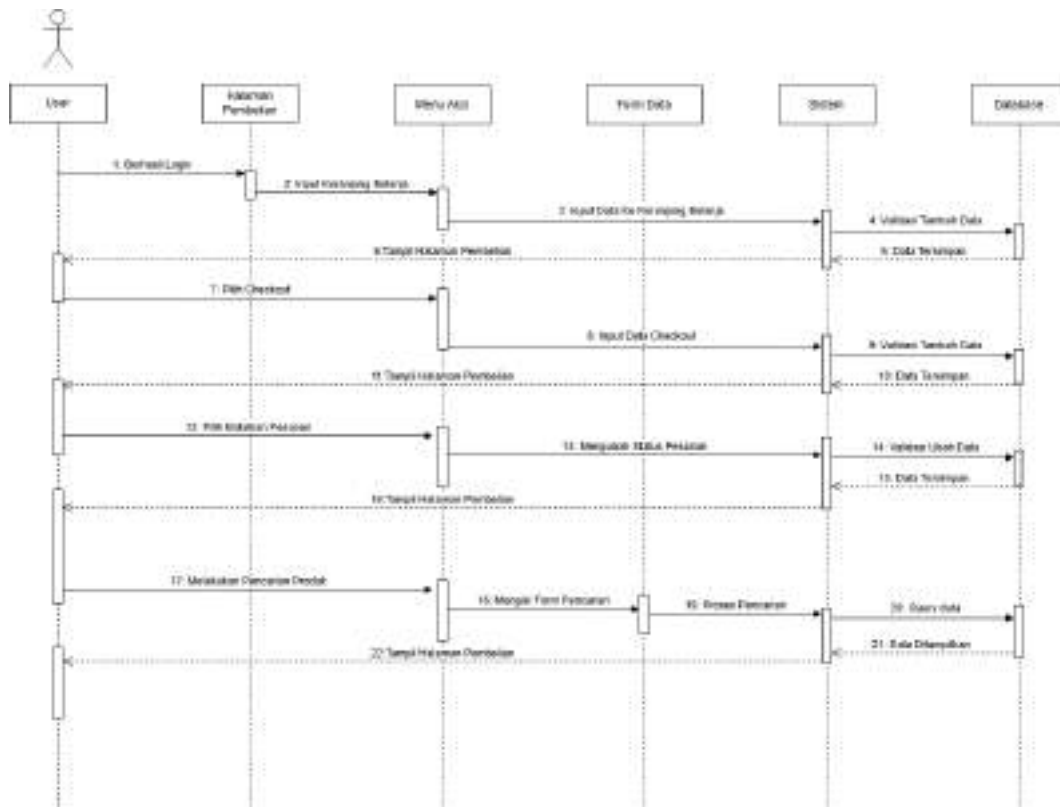 User
Halaman
Pembelian
Menu Aksi
Form Data
Sistem
Database
1: Berhasil Login
2: Input Keranjang Belanja
3: Input Data Ke Keranjang Belanja
4: Validasi Tambah Data
5: Data Tersimpan
6:Tampil Halaman Pembelian
7: Pilih Checkout
8: Input Data Checkout
9: Validasi Tambah Data
10: Data Tersimpan
11:Tampil Halaman Pembelian
12: Pilih Batalkan Pesanan
13: Mengubah Status Pesanan
14: Validasi Ubah Data
15: Data Tersimpan
16:Tampil Halaman Pembelian
17: Melakukan Pencarian Produk
18: Mengisi Form Pencarian
19: Proses Pencarian
20: Query data
21: Data Ditampilkan
22:Tampil Halaman Pembelian